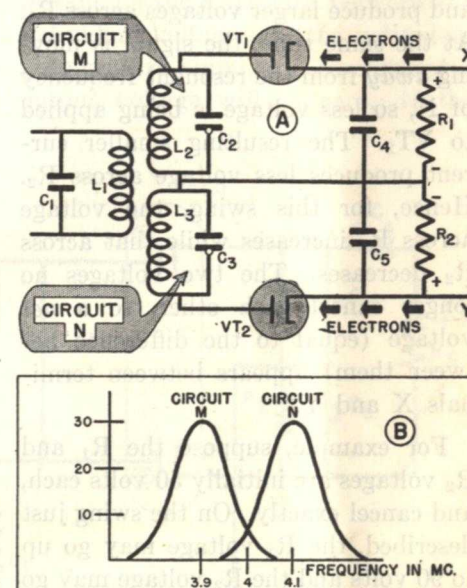 CIRCUIT
M
VT1
ELECTRONS
X
A
L2
C2
C4
R1
+
-
C1
L1
L3
C3
C5
-
R2
+
CIRCUIT
N
VT2
ELECTRONS
Y
B
CIRCUIT
M
CIRCUIT
N
30
20
10
3.9
4
4.1
FREQUENCY IN MC.